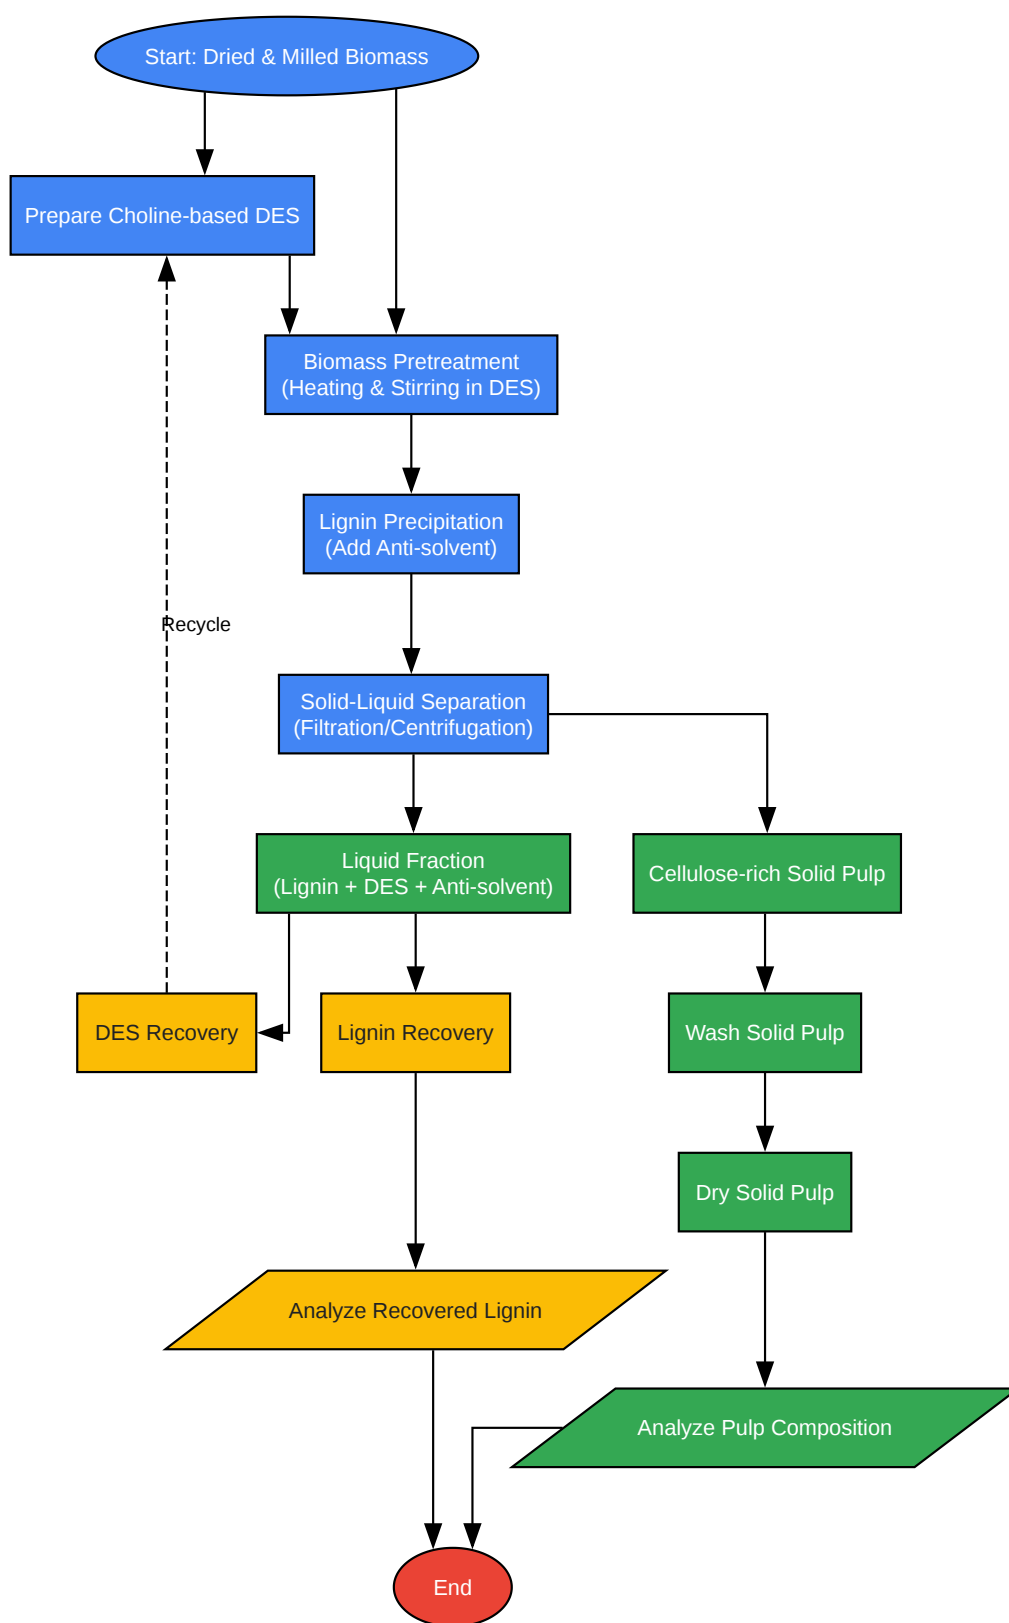 Start: Dried & Milled Biomass
Prepare Choline-based DES
Biomass Pretreatment
(Heating & Stirring in DES)
Lignin Precipitation
(Add Anti-solvent)
Recycle
Solid-Liquid Separation
(Filtration/Centrifugation)
Liquid Fraction
(Lignin + DES + Anti-solvent)
Cellulose-rich Solid Pulp
DES Recovery
Lignin Recovery
Wash Solid Pulp
Dry Solid Pulp
Analyze Recovered Lignin
Analyze Pulp Composition
End